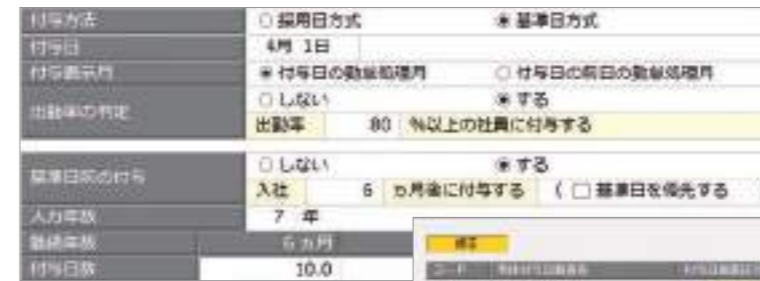 付与方法 ○採用日方式 ◉基準日方式
付与日 4月 1日
付与表示月 ◉付与日の勤怠処理月 ○付与日の前日の勤怠処理月
出勤率の判定 ○しない ◉する
出勤率 80 %以上の社員に付与する
基準日前の付与 ○しない ◉する
入社 6 ヵ月後に付与する ( □基準日を優先する
入力年数 7 年
勤続年数 6ヵ月
付与日数 10.0
コード